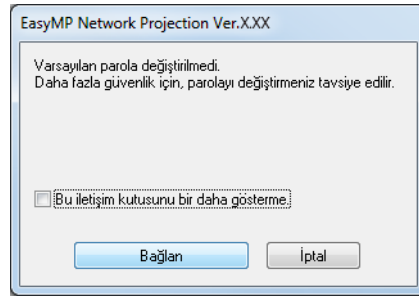 EasyMP Network Projection Ver.X.XX
Varsayılan parola değiştirilmedi.
Daha fazla güvenlik için, parolayı değiştirmeniz tavsiye edilir.
Bu iletişim kutusunu bir daha gösterme.
Bağlan
İptal